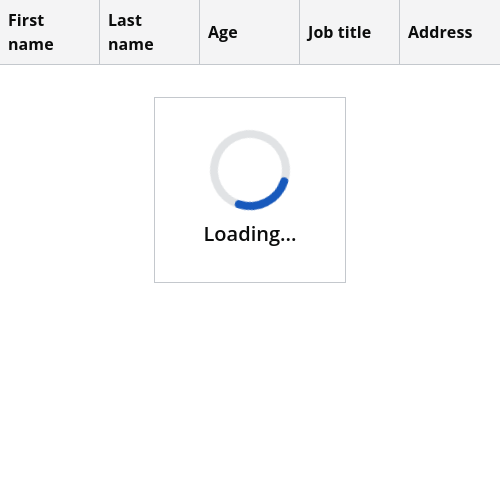 First name
Last name
Age
Job title
Address
Loading...